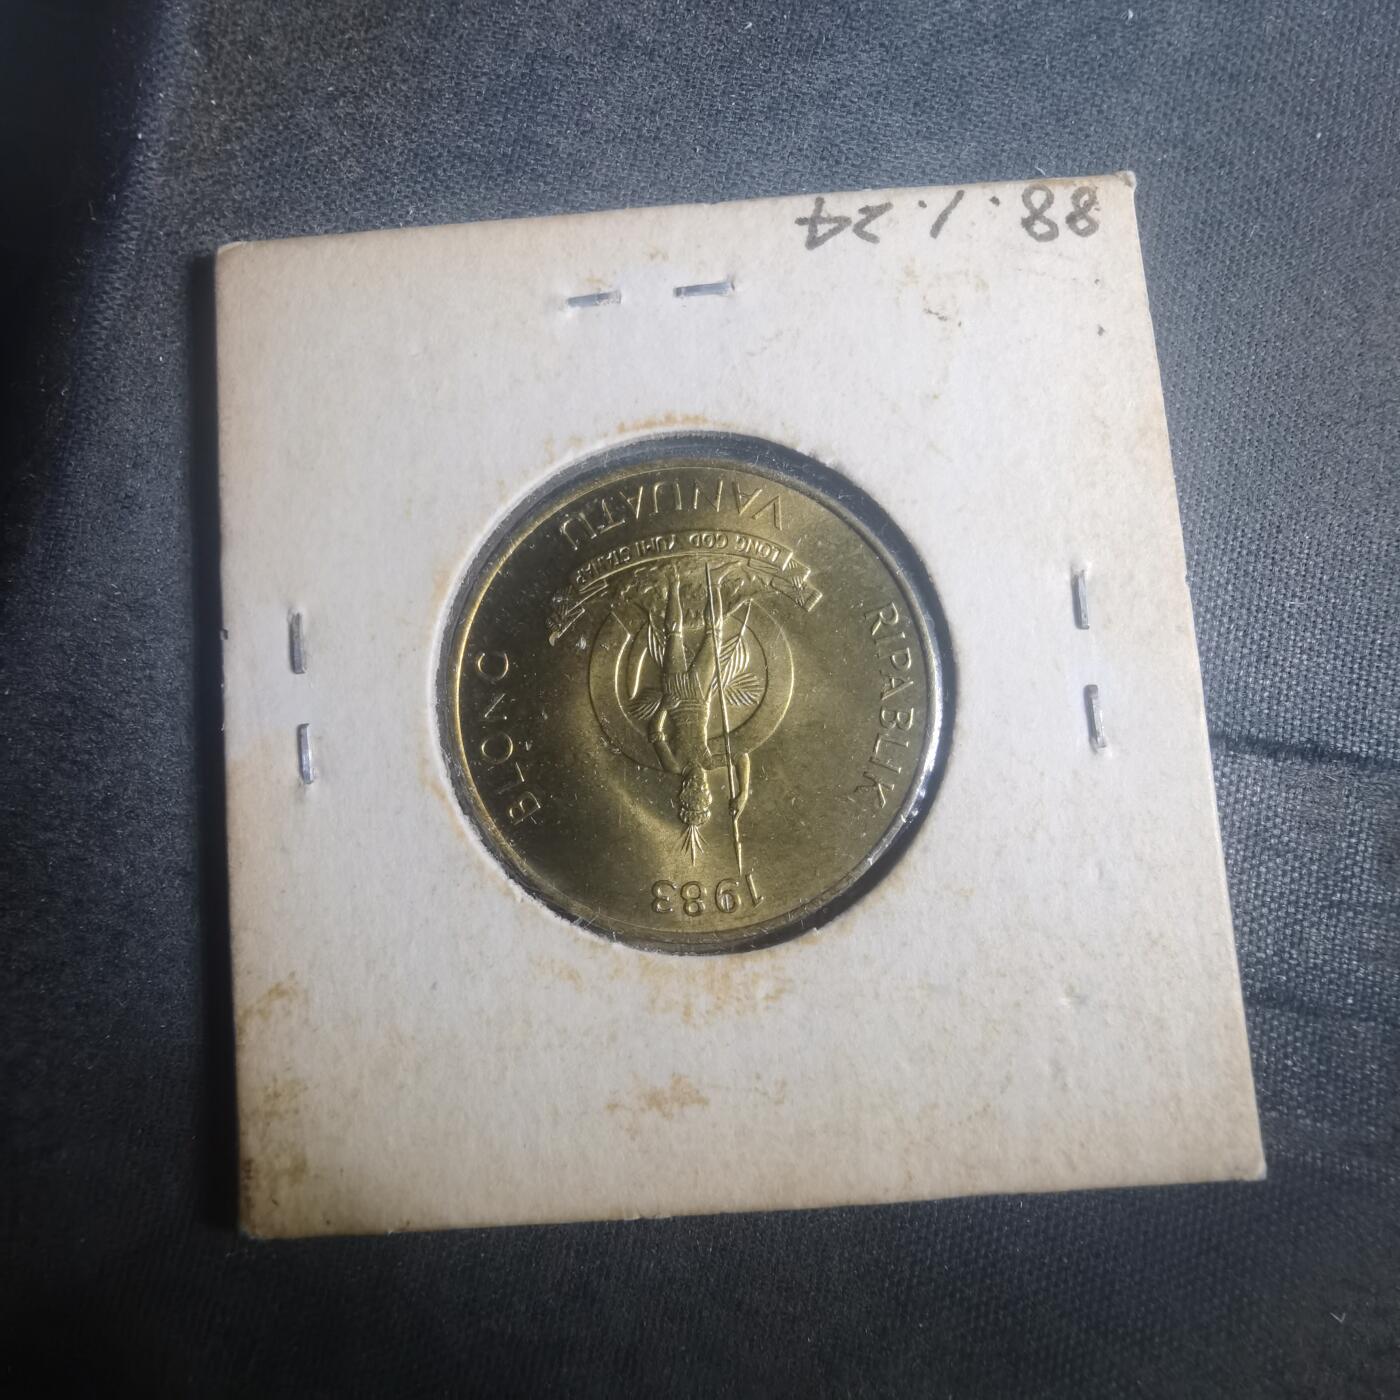 88.1.24
1983
RIPABLIK
BLONG
LONG GOD YUMI STANAP
VANUATU